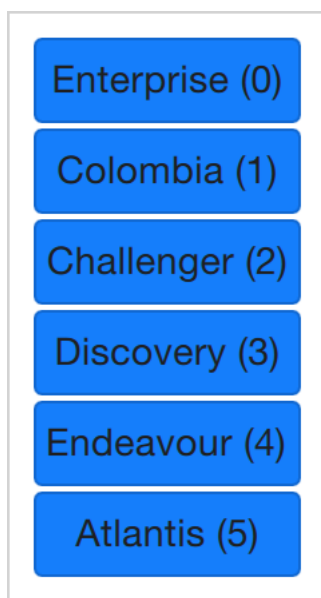 Enterprise (0)
Colombia (1)
Challenger (2)
Discovery (3)
Endeavour (4)
Atlantis (5)